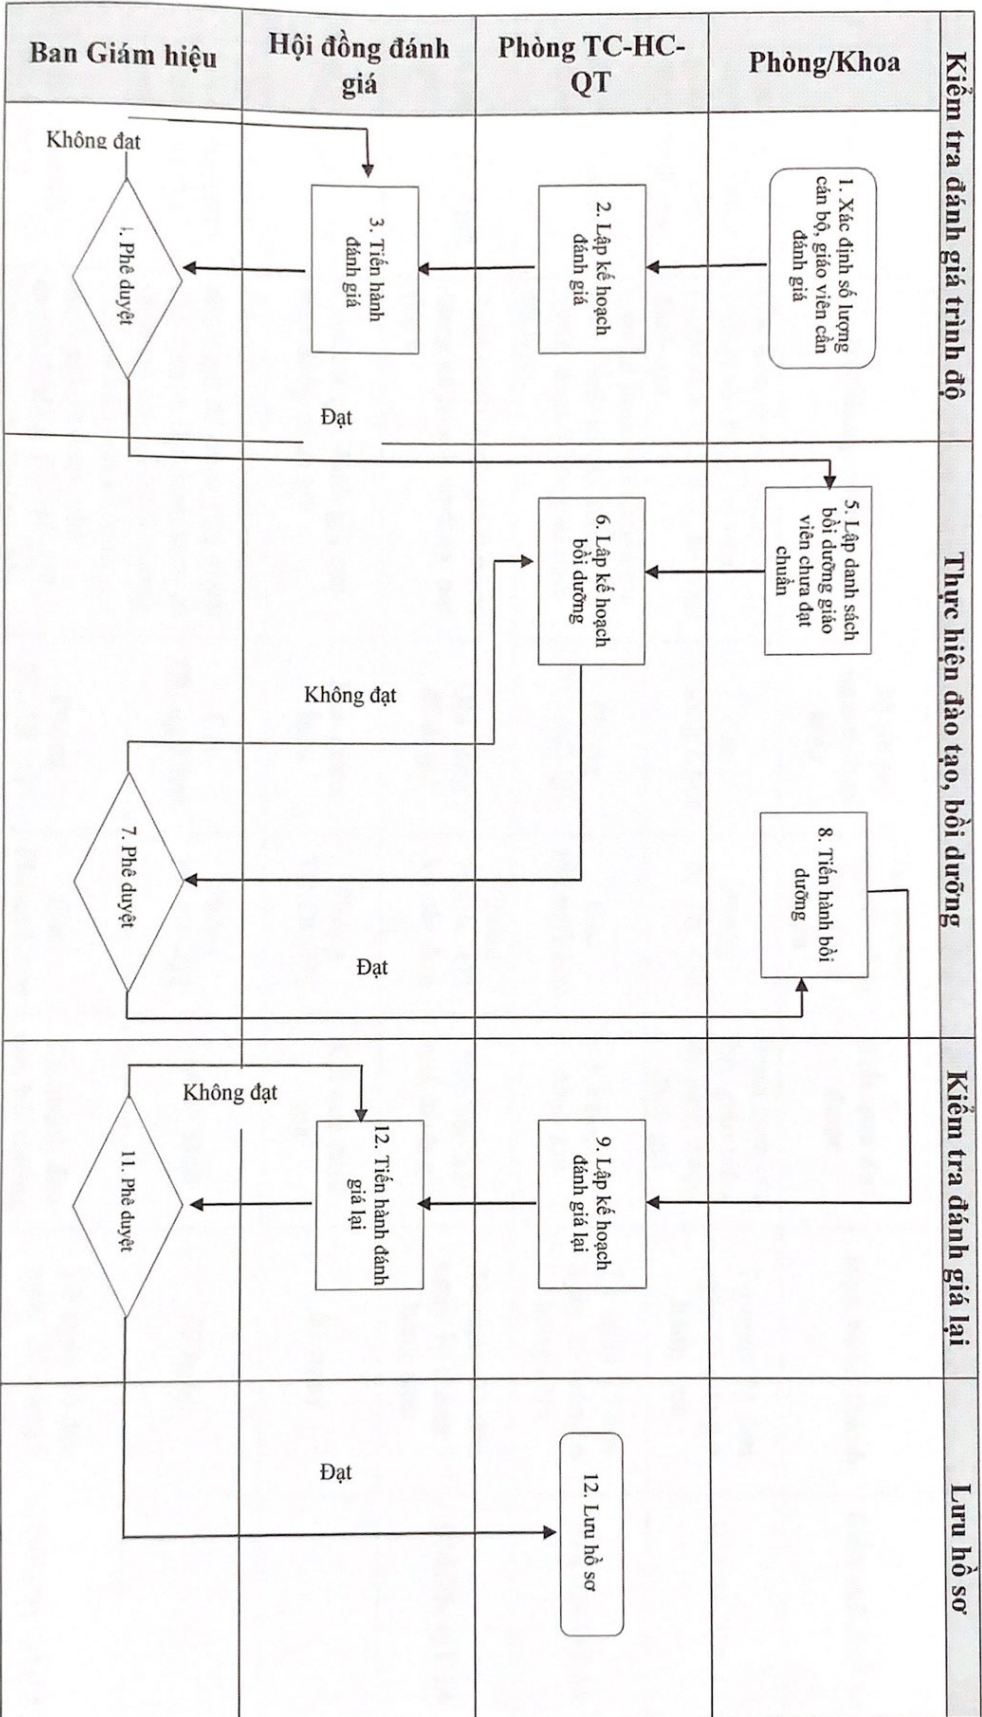 Ban Giám hiệu
Hội đồng đánh
giá
Phòng TC-HC-
QT
Phòng/Khoa
Kiểm tra đánh giá trình độ
Không đạt
1. Xác định số lượng
cán bộ, giáo viên cần
đánh giá
2. Lập kế hoạch
đánh giá
3. Tiến hành
đánh giá
. Phê duyệt
Đạt
Thực hiện đào tạo, bồi dưỡng
5. Lập danh sách
bồi dưỡng giáo
viên chưa đạt
chuẩn
6. Lập kế hoạch
bồi dưỡng
Không đạt
7. Phê duyệt
8. Tiến hành bồi
dưỡng
Đạt
Kiểm tra đánh giá lại
Không đạt
9. Lập kế hoạch
đánh giá lại
12. Tiến hành đánh
giá lại
11. Phê duyệt
Lưu hồ sơ
Đạt
12. Lưu hồ sơ